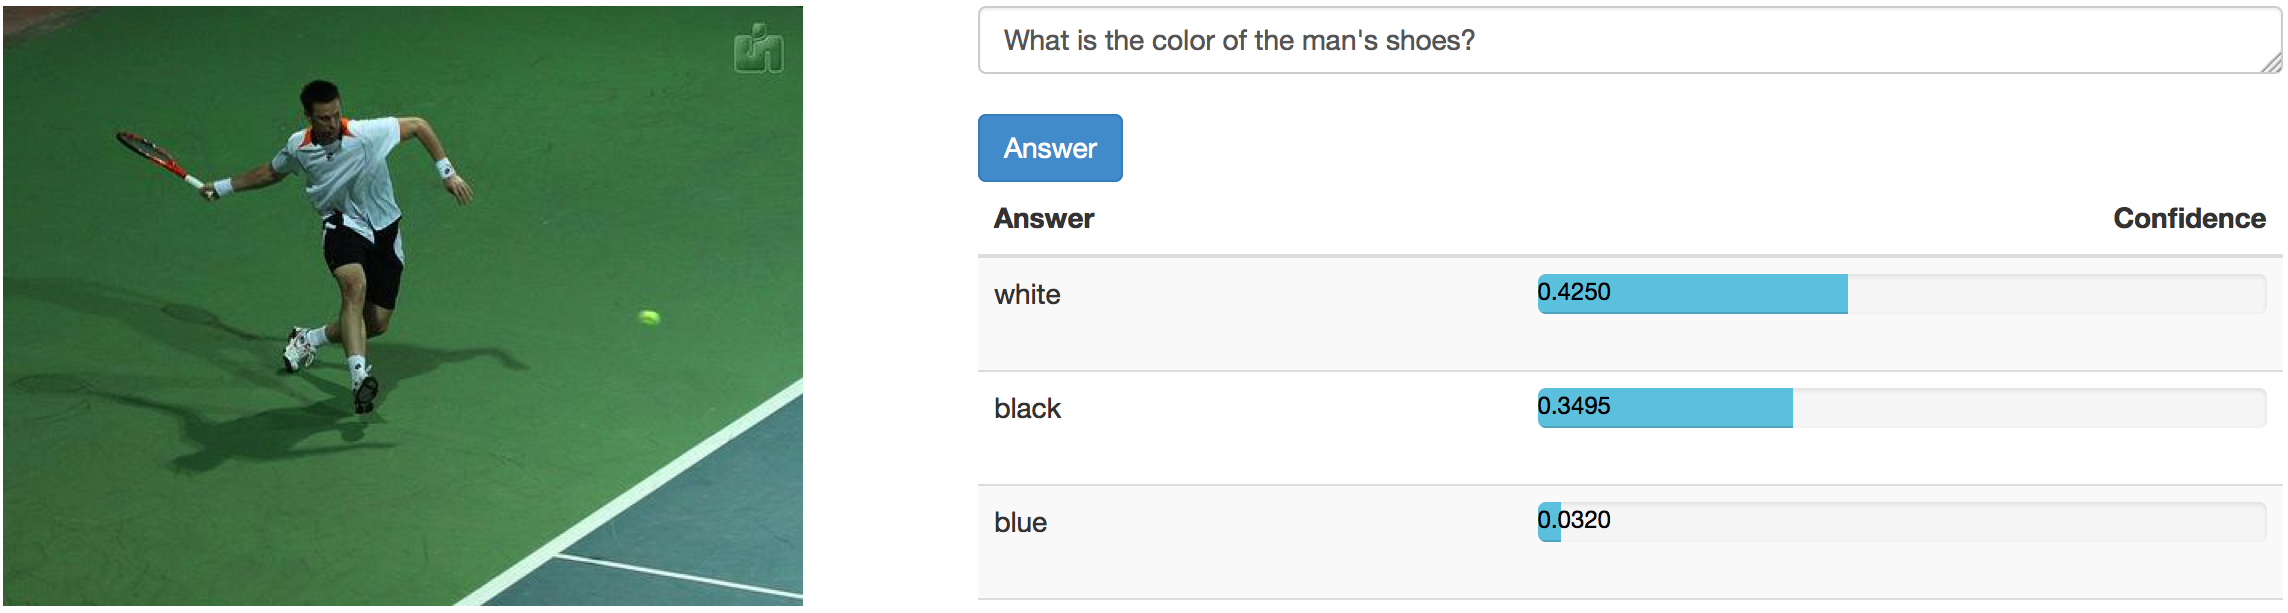 What is the color of the man's shoes?
Answer
Answer Confidence
white 0.4250
black 0.3495
blue 0.0320